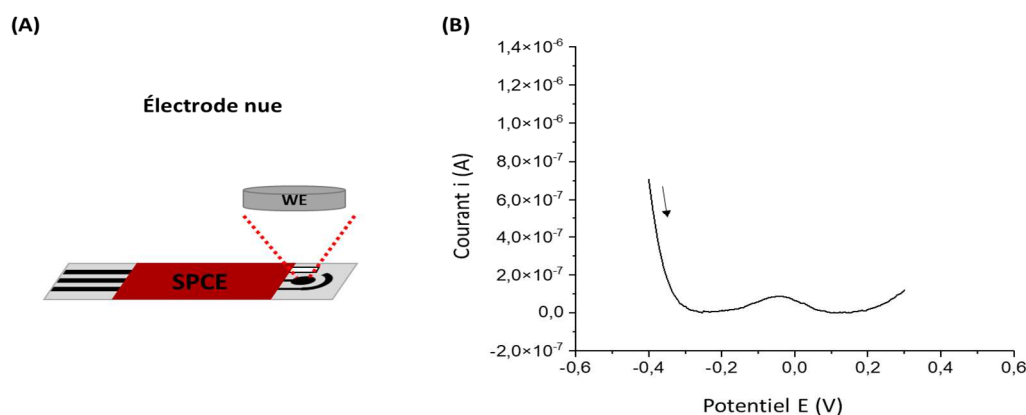 (A)
Électrode nue
WE
SPCE
(B)
1,4×10⁻⁶
1,2×10⁻⁶
1,0×10⁻⁶
8,0×10⁻⁷
6,0×10⁻⁷
4,0×10⁻⁷
2,0×10⁻⁷
0,0
-2,0×10⁻⁷
Courant i (A)
-0,6 -0,4 -0,2 0,0 0,2 0,4 0,6
Potentiel E (V)